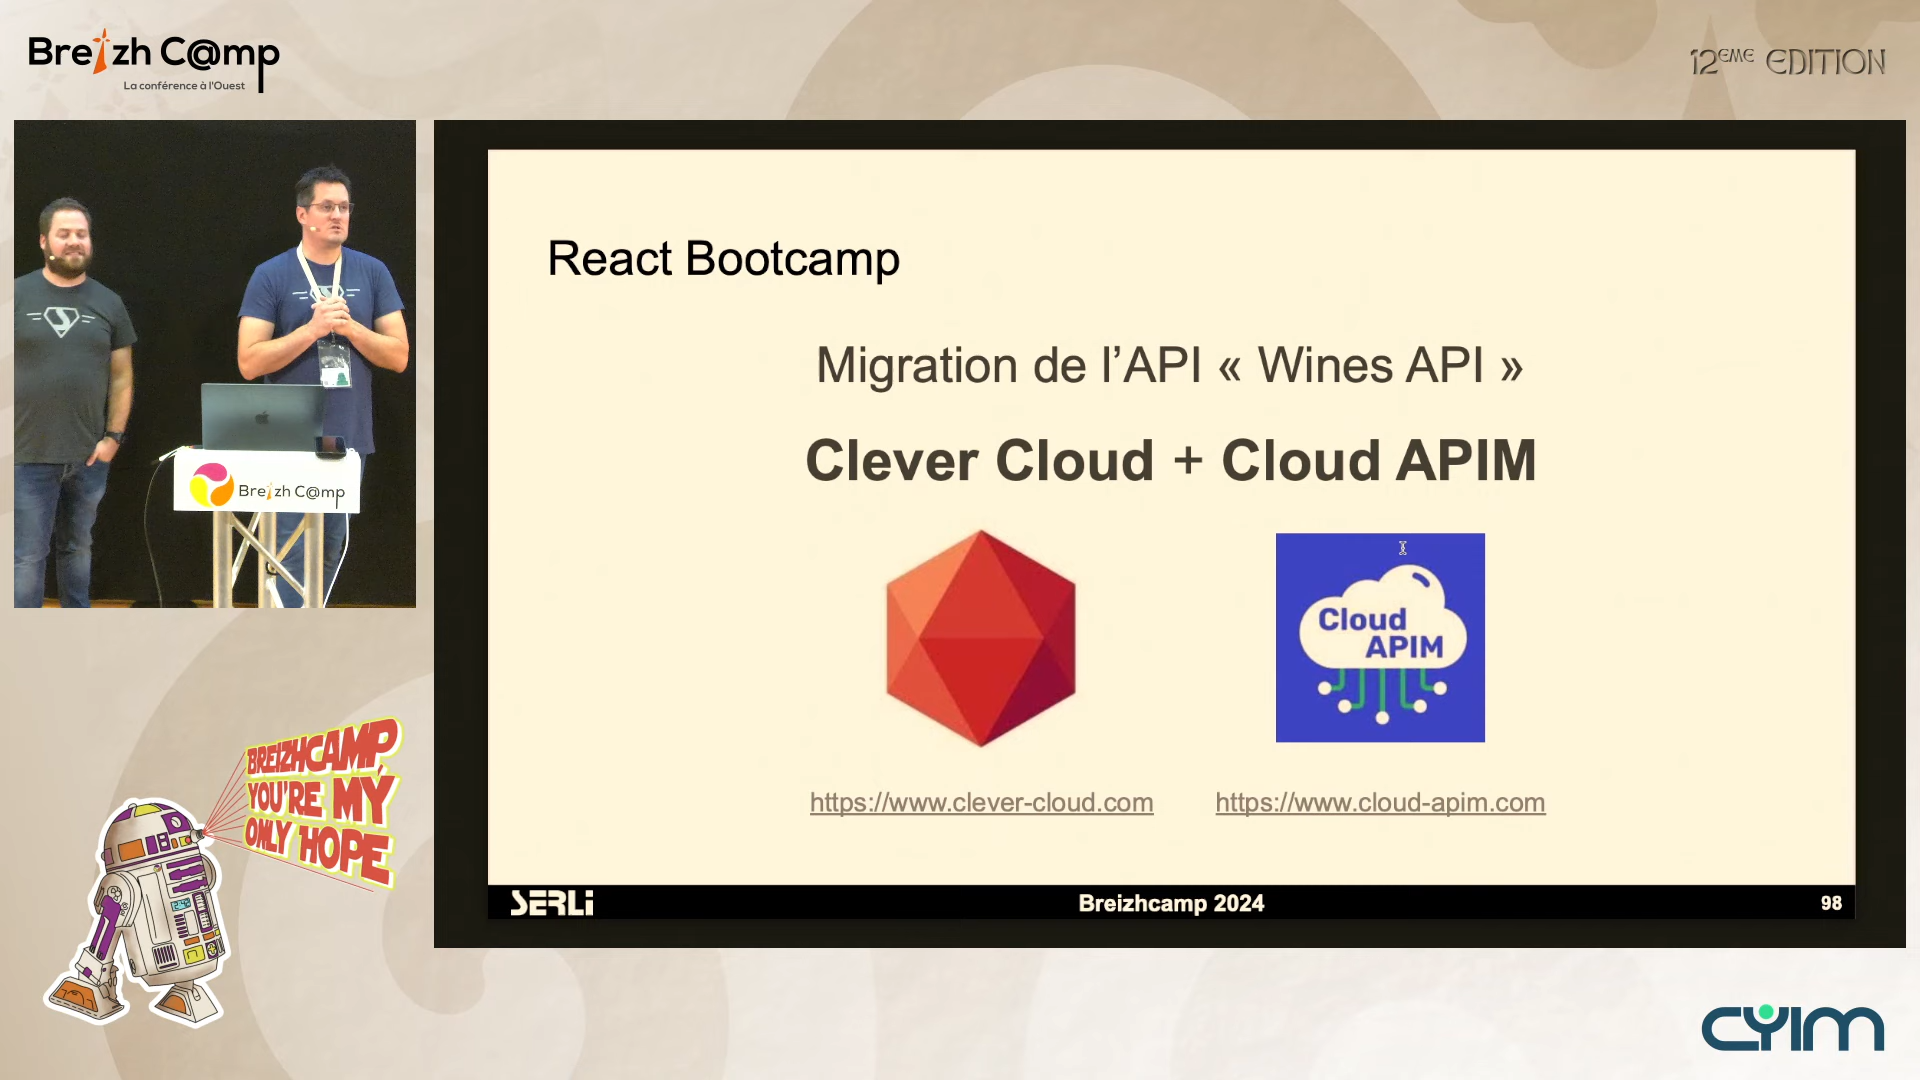 Breizh C@mp
La conférence à l'Ouest
12EME EDITION
React Bootcamp
Migration de l’API « Wines API »
Clever Cloud + Cloud APIM
Cloud
APIM
https://www.clever-cloud.com
https://www.cloud-apim.com
SERLi
Breizhcamp 2024
98
Breizh C@mp
BREIZHCAMP,
YOU'RE MY
ONLY HOPE
CYIM